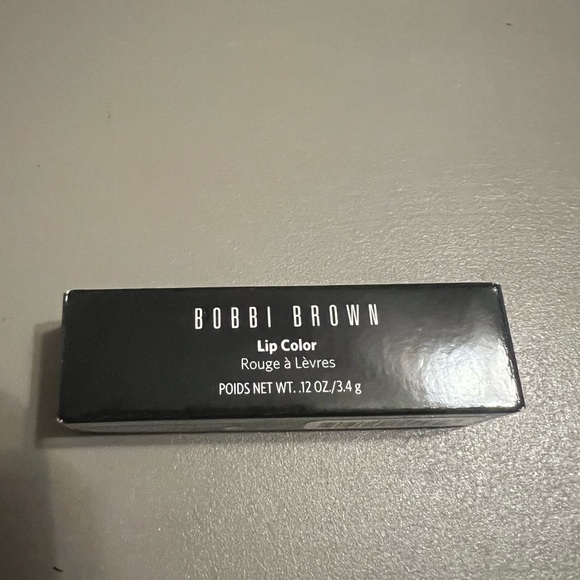 BOBBI BROWN
Lip Color
Rouge à Lèvres
POIDS NET WT. .12 OZ./3.4 g